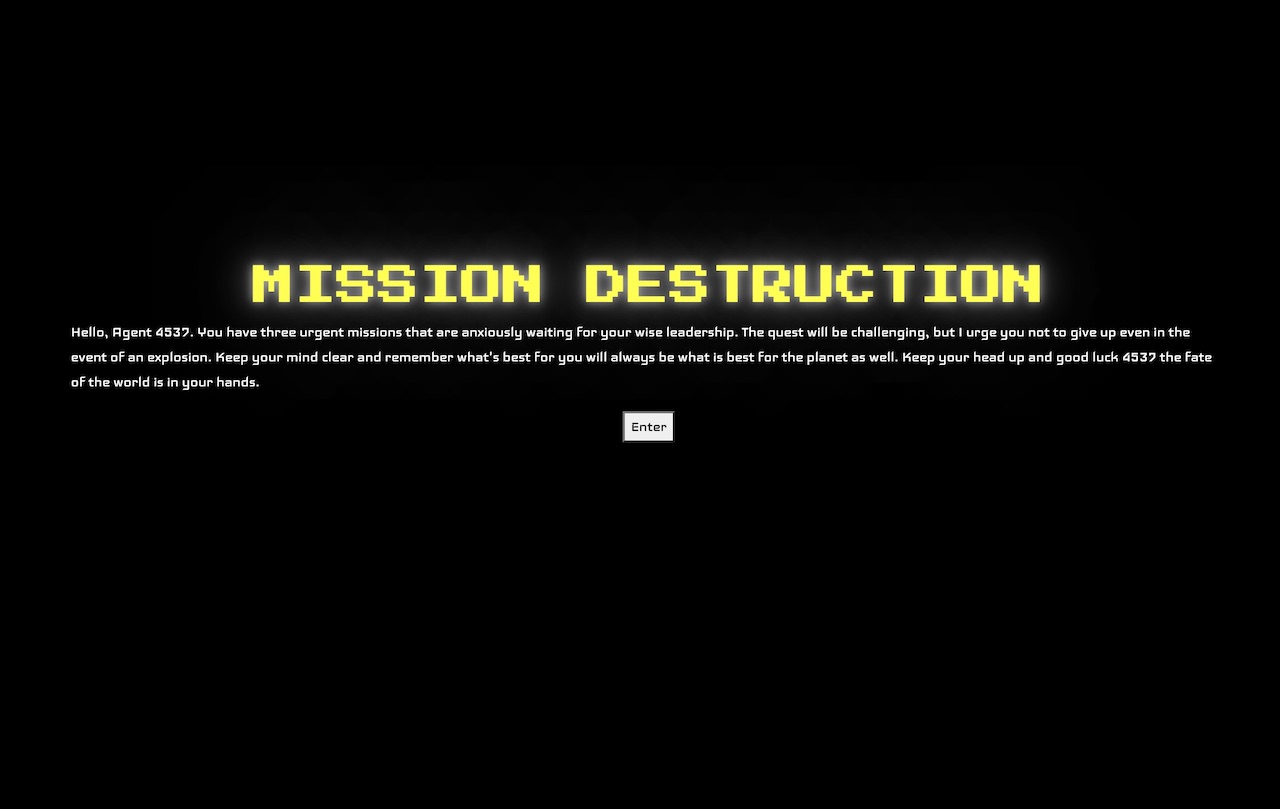 MISSION DESTRUCTION
Hello, Agent 4537. You have three urgent missions that are anxiously waiting for your wise leadership. The quest will be challenging, but I urge you not to give up even in the
event of an explosion. Keep your mind clear and remember what's best for you will always be what is best for the planet as well. Keep your head up and good luck 4537 the fate
of the world is in your hands.
Enter